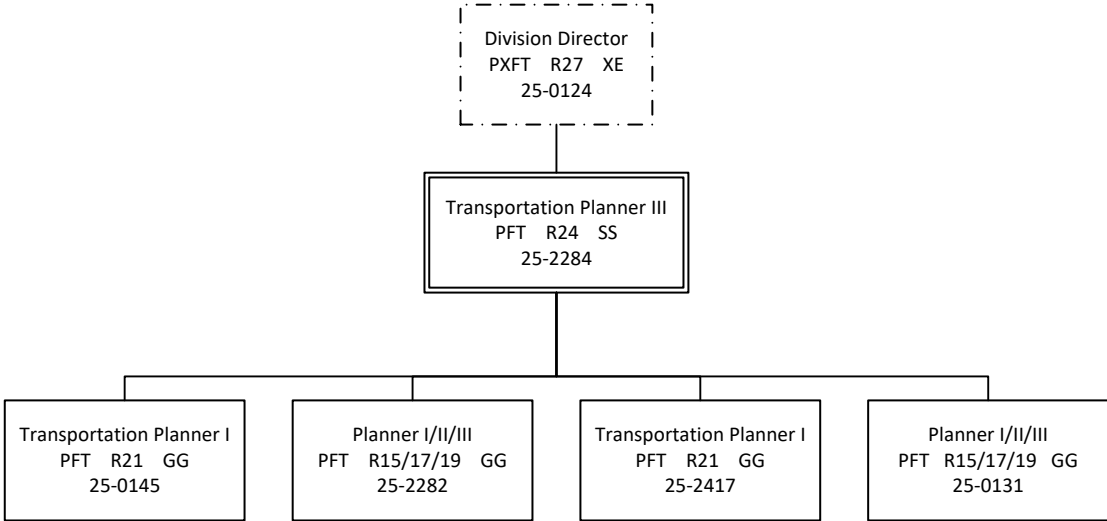 Division Director
PXFT R27 XE
25-0124
Transportation Planner III
PFT R24 SS
25-2284
Transportation Planner I
PFT R21 GG
25-0145
Planner I/II/III
PFT R15/17/19 GG
25-2282
Transportation Planner I
PFT R21 GG
25-2417
Planner I/II/III
PFT R15/17/19 GG
25-0131